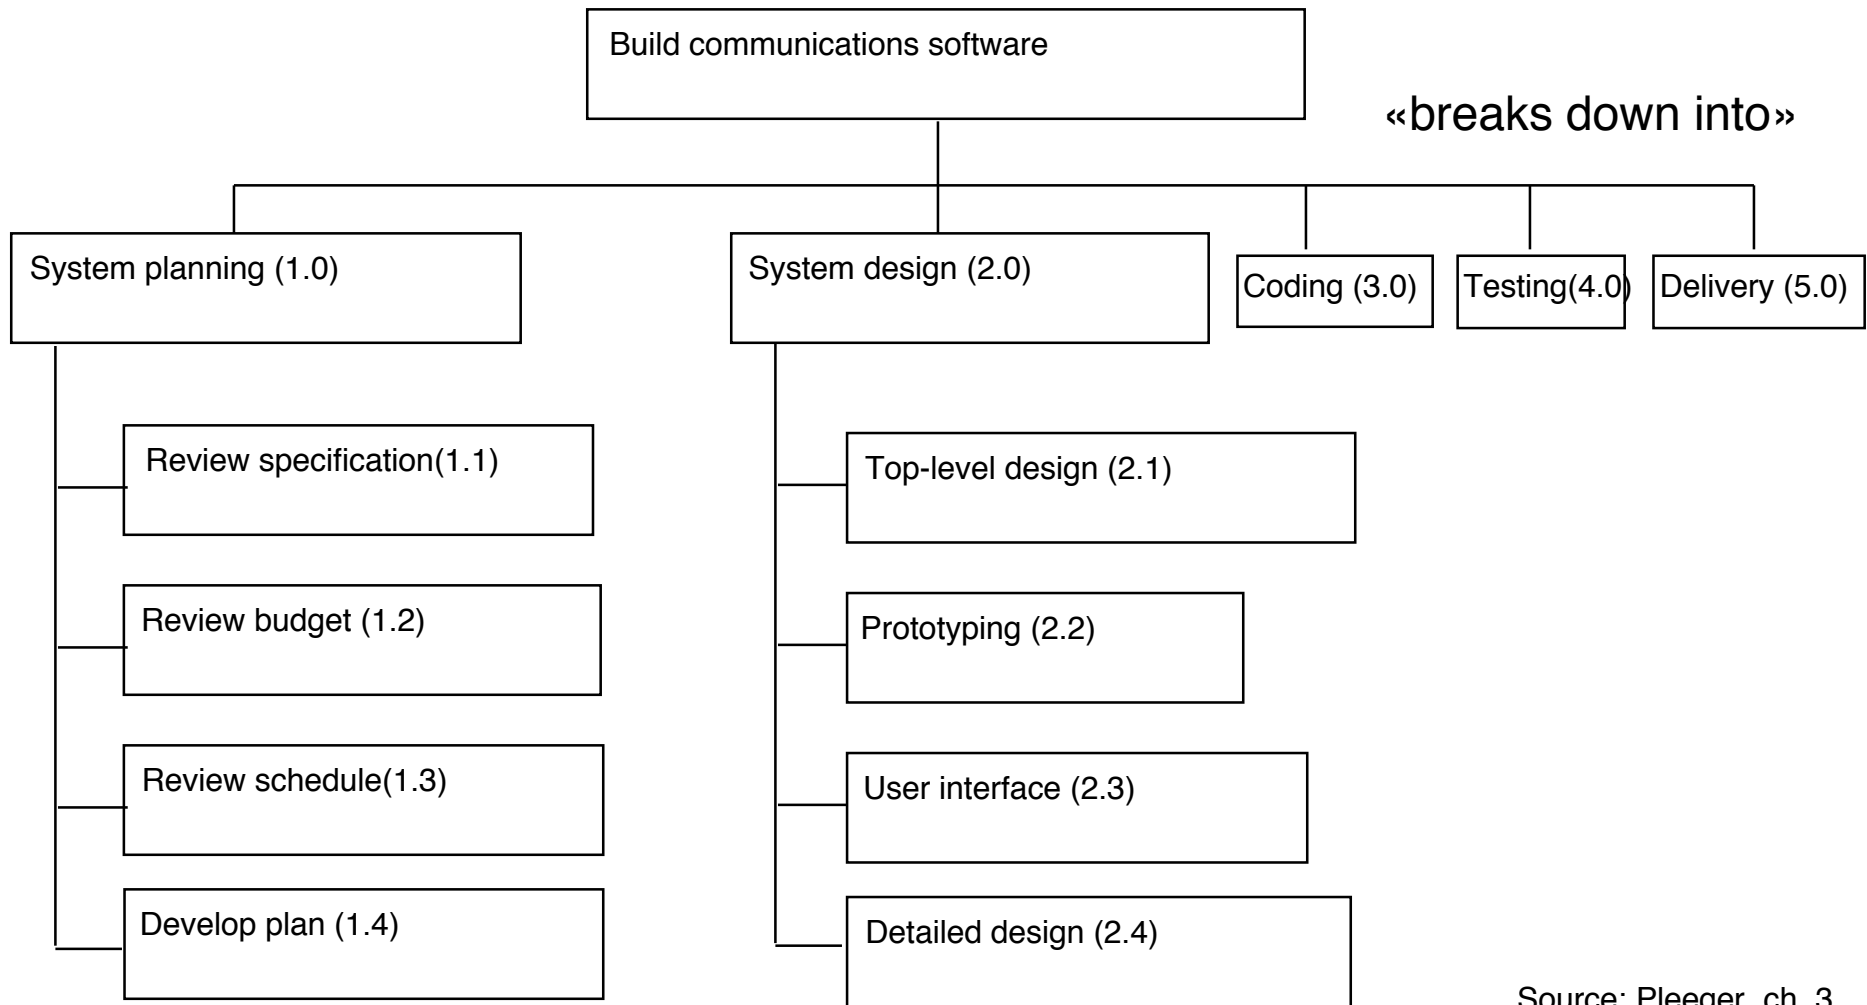 Build communications software
«breaks down into»
System planning (1.0)
System design (2.0)
Coding (3.0)
Testing(4.0)
Delivery (5.0)
Review specification(1.1)
Review budget (1.2)
Review schedule(1.3)
Develop plan (1.4)
Top-level design (2.1)
Prototyping (2.2)
User interface (2.3)
Detailed design (2.4)
Source: Pleeger, ch. 3